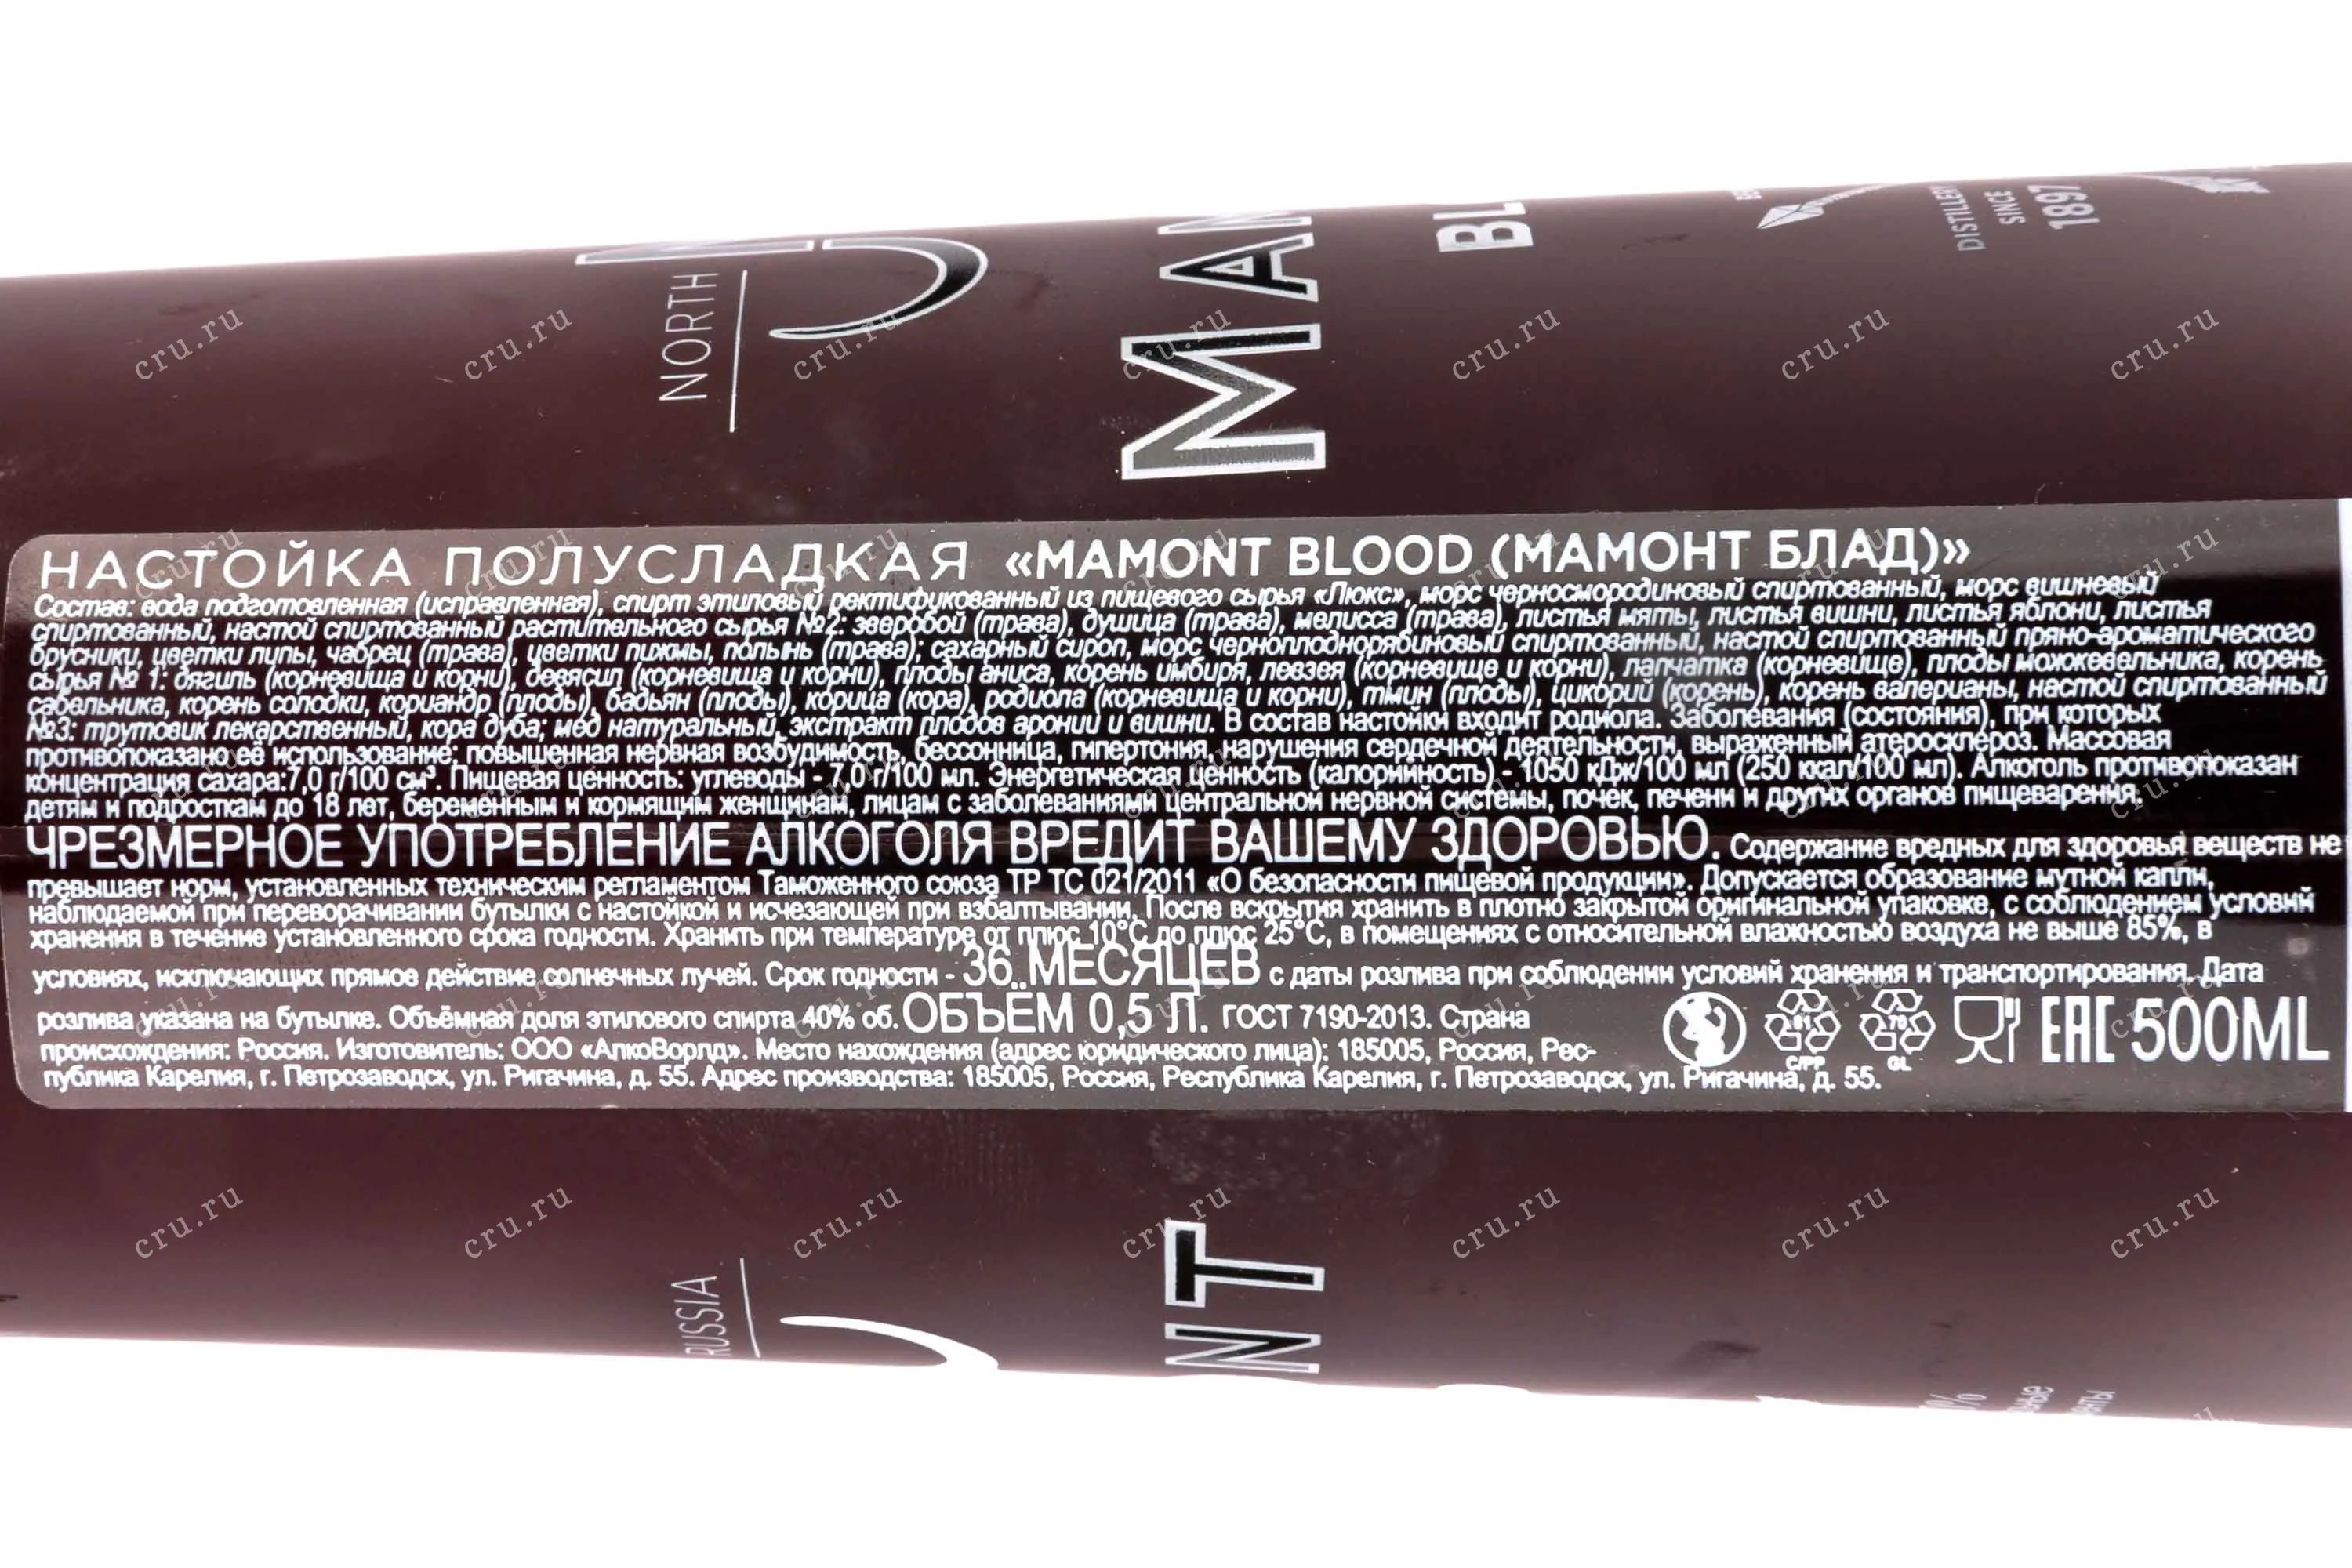 NORTH
MAN
BL
DISTILLERY
SINCE
1897
НАСТОЙКА ПОЛУСЛАДКАЯ «MAMONT BLOOD (МАМОНТ БЛАД)»
Состав: вода подготовленная (исправленная), спирт этиловый ректификованный из пищевого сырья «Люкс», морс черносмородиновый спиртованный, морс вишневый
спиртованный, настой спиртованный растительного сырья №2: зверобой (трава), душица (трава), мелисса (трава), листья мяты, листья вишни, листья яблони, листья
брусники, цветки липы, чабрец (трава), цветки пижмы, полынь (трава); сахарный сироп, морс черноплоднорябиновый спиртованный, настой спиртованный пряно-ароматического
сырья № 1: дягиль (корневища и корни), девясил (корневища и корни), плоды аниса, корень имбиря, левзея (корневище и корни), лапчатка (корневище), плоды можжевельника, корень
сабельника, корень солодки, кориандр (плоды), бадьян (плоды), корица (кора), родиола (корневища и корни), тмин (плоды), цикорий (корень), корень валерианы, настой спиртованный
№3: трутовик лекарственный, кора дуба; мёд натуральный, экстракт плодов аронии и вишни. В состав настойки входит родиола. Заболевания (состояния), при которых
противопоказано её использование: повышенная нервная возбудимость, бессонница, гипертония, нарушения сердечной деятельности, выраженный атеросклероз. Массовая
концентрация сахара:7,0 г/100 см³. Пищевая ценность: углеводы - 7,0 г/100 мл. Энергетическая ценность (калорийность) - 1050 кДж/100 мл (250 ккал/100 мл). Алкоголь противопоказан
детям и подросткам до 18 лет, беременным и кормящим женщинам, лицам с заболеваниями центральной нервной системы, почек, печени и других органов пищеварения.
ЧРЕЗМЕРНОЕ УПОТРЕБЛЕНИЕ АЛКОГОЛЯ ВРЕДИТ ВАШЕМУ ЗДОРОВЬЮ. Содержание вредных для здоровья веществ не
превышает норм, установленных техническим регламентом Таможенного союза ТР ТС 021/2011 «О безопасности пищевой продукции». Допускается образование мутной капли,
наблюдаемой при переворачивании бутылки с настойкой и исчезающей при взбалтывании. После вскрытия хранить в плотно закрытой оригинальной упаковке, с соблюдением условий
хранения в течение установленного срока годности. Хранить при температуре от плюс 10°С до плюс 25°С, в помещениях с относительной влажностью воздуха не выше 85%, в
условиях, исключающих прямое действие солнечных лучей. Срок годности - 36 МЕСЯЦЕВ с даты розлива при соблюдении условий хранения и транспортирования. Дата
розлива указана на бутылке. Объёмная доля этилового спирта 40% об. ОБЪЁМ 0,5 Л. ГОСТ 7190-2013. Страна
происхождения: Россия. Изготовитель: ООО «АлкоВорлд». Место нахождения (адрес юридического лица): 185005, Россия, Рес-
публика Карелия, г. Петрозаводск, ул. Ригачина, д. 55. Адрес производства: 185005, Россия, Республика Карелия, г. Петрозаводск, ул. Ригачина, д. 55.
81 C/PP 70 GL EAC 500ML
RUSSIA
NT
cru.ru